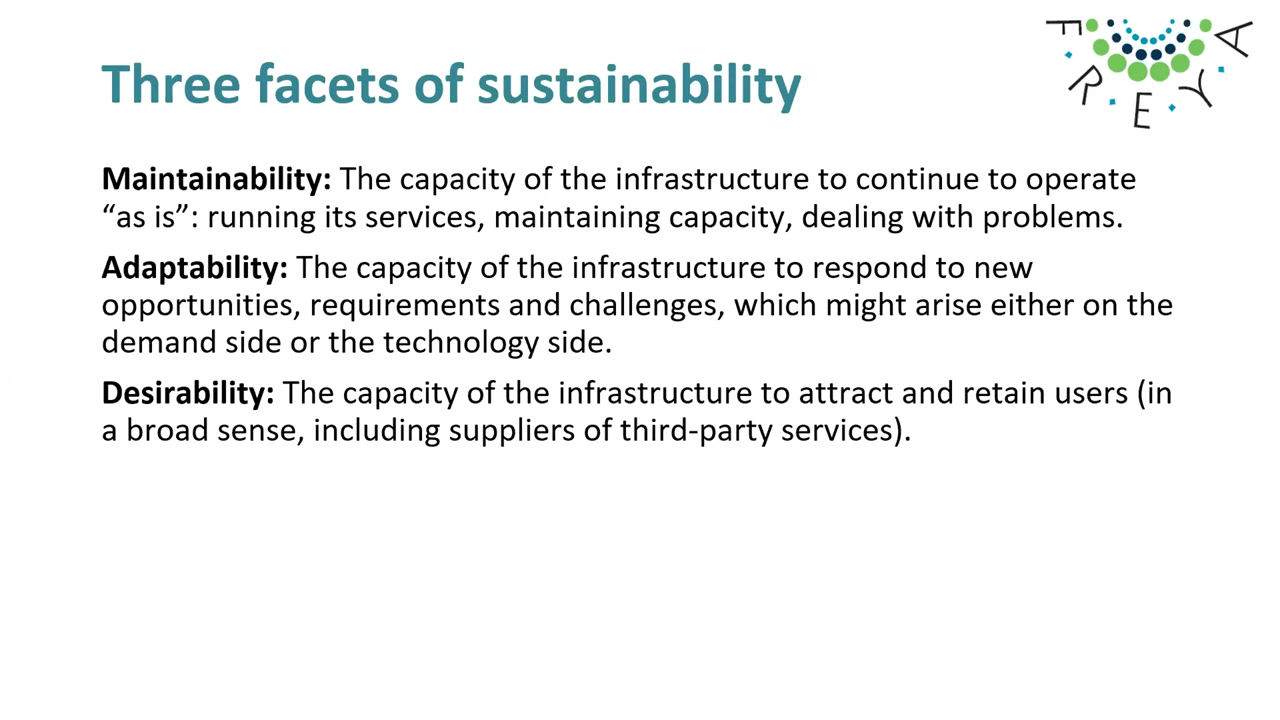 Three facets of sustainability
FREYA
Maintainability: The capacity of the infrastructure to continue to operate
“as is”: running its services, maintaining capacity, dealing with problems.
Adaptability: The capacity of the infrastructure to respond to new
opportunities, requirements and challenges, which might arise either on the
demand side or the technology side.
Desirability: The capacity of the infrastructure to attract and retain users (in
a broad sense, including suppliers of third-party services).